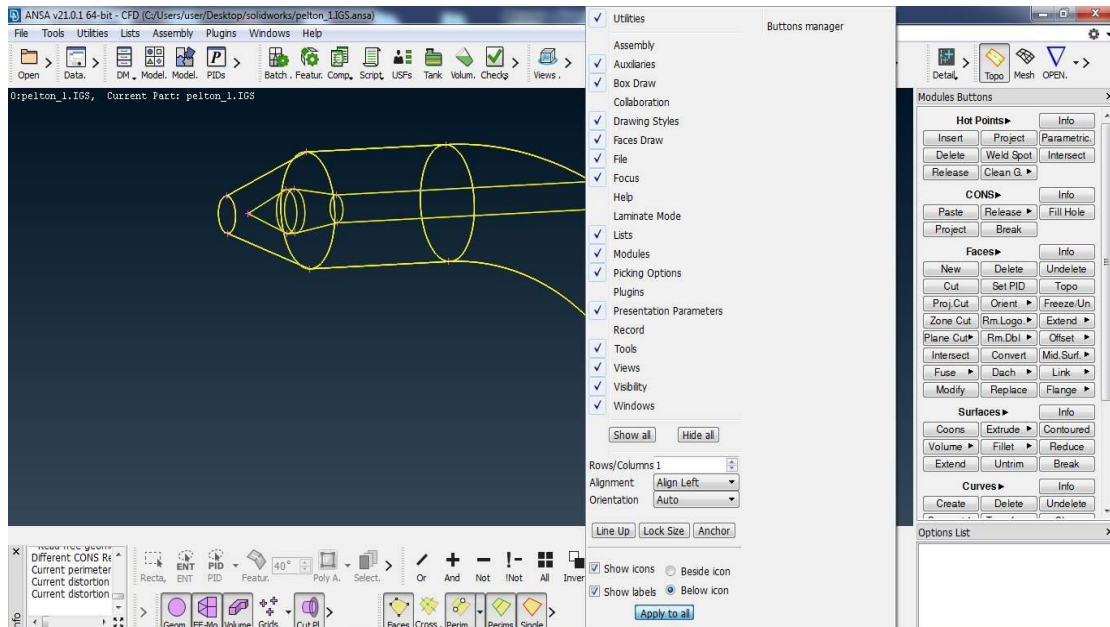 ANSA v21.0.1 64-bit - CFD (C:/Users/user/Desktop/solidworks/pelton_1.IGS.ansa)
File Tools Utilities Lists Assembly Plugins Windows Help
Open Data. DM Model. Model. PIDs Batch. Featur. Comp. Script. USFs Tank Volum. Checks Views.
0:pelton_1.IGS, Current Part: pelton_1.IGS
Utilities
Assembly
Auxiliaries
Box Draw
Collaboration
Drawing Styles
Faces Draw
File
Focus
Help
Laminate Mode
Lists
Modules
Picking Options
Plugins
Presentation Parameters
Record
Tools
Views
Visibility
Windows
Show all Hide all
Rows/Columns 1
Alignment Align Left
Orientation Auto
Line Up Lock Size Anchor
Show icons Beside icon
Show labels Below icon
Apply to all
Buttons manager
Detail. Topo Mesh OPEN.
Modules Buttons
Hot Points Info
Insert Project Parametric.
Delete Weld Spot Intersect
Release Clean G.
CONS Info
Paste Release Fill Hole
Project Break
Faces Info
New Delete Undelete
Cut Set PID Topo
Proj.Cut Orient Freeze/Un
Zone Cut Rm.Logo. Extend
Plane Cut Rm.Dbl Offset
Intersect Convert Mid.Surf.
Fuse Dach Link
Modify Replace Flange
Surfaces Info
Coons Extrude Contoured
Volume Fillet Reduce
Extend Untrim Break
Curves Info
Create Delete Undelete
Options List
Different CONS Re
Current perimeter
Current distortion
Current distortion
Recta. ENT PID Featur. 40° Poly A. Select. Or And Not !Not All Inver
ENT PID
Geom. FE-Mo. Volume Grids Cut Pl. Faces Cross. Perim. Perims Single